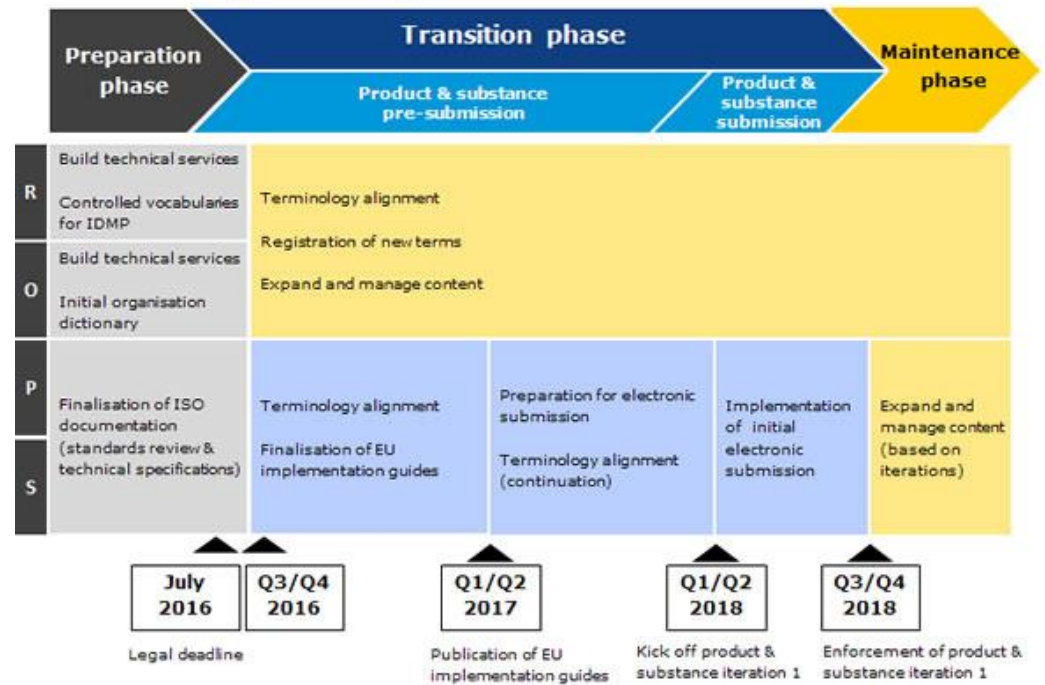 Preparation
phase
Transition phase
Maintenance
phase
Product & substance
pre-submission
Product &
substance
submission
R
Build technical services
Controlled vocabularies
for IDMP
Terminology alignment
Registration of new terms
Expand and manage content
O
Build technical services
Initial organisation
dictionary
P
S
Finalisation of ISO
documentation
(standards review &
technical specifications)
Terminology alignment
Finalisation of EU
implementation guides
Preparation for electronic
submission
Terminology alignment
(continuation)
Implementation
of initial
electronic
submission
Expand and
manage content
(based on
iterations)
July
2016
Q3/Q4
2016
Q1/Q2
2017
Q1/Q2
2018
Q3/Q4
2018
Legal deadline
Publication of EU
implementation guides
Kick off product &
substance iteration 1
Enforcement of product &
substance iteration 1